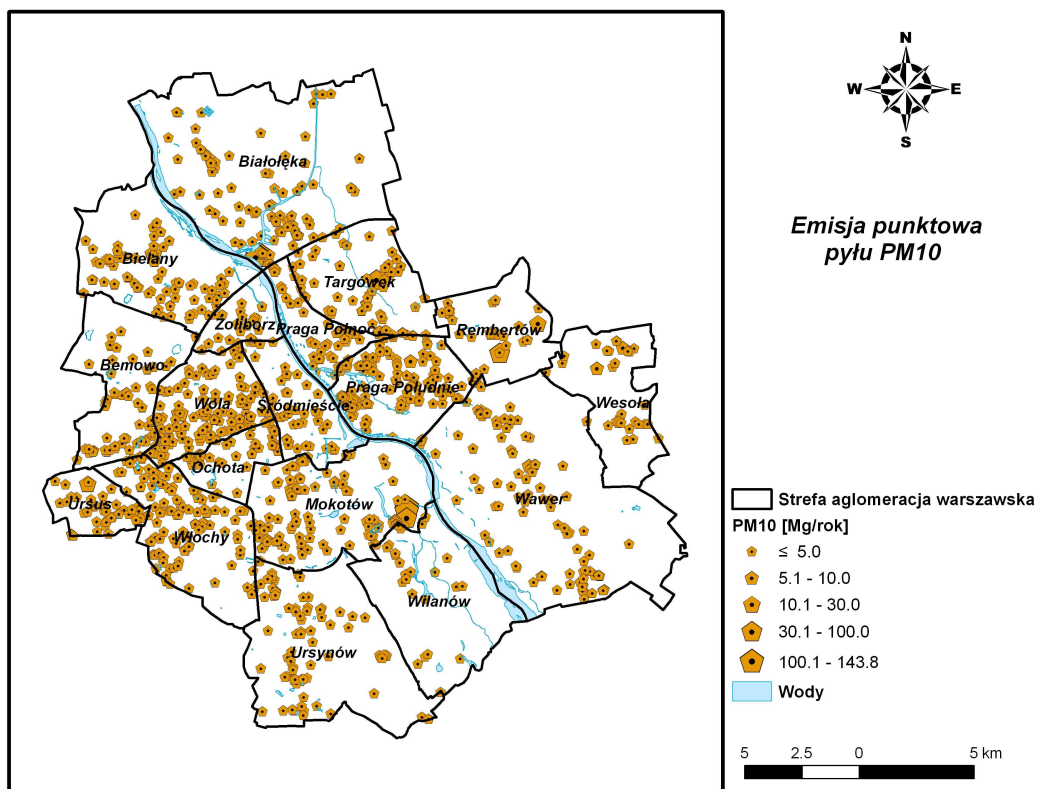 N
W E
S
Emisja punktowa
pyłu PM10
Białołęka
Bielany
Targówek
Żoliborz
Praga Północ
Rembertów
Bemowo
Praga Południe
Wola
Śródmieście
Wesoła
Ochota
Ursus
Mokotów
Wawer
Włochy
Wilanów
Ursynów
Strefa aglomeracja warszawska
PM10 [Mg/rok]
≤ 5.0
5.1 - 10.0
10.1 - 30.0
30.1 - 100.0
100.1 - 143.8
Wody
5 2.5 0 5 km